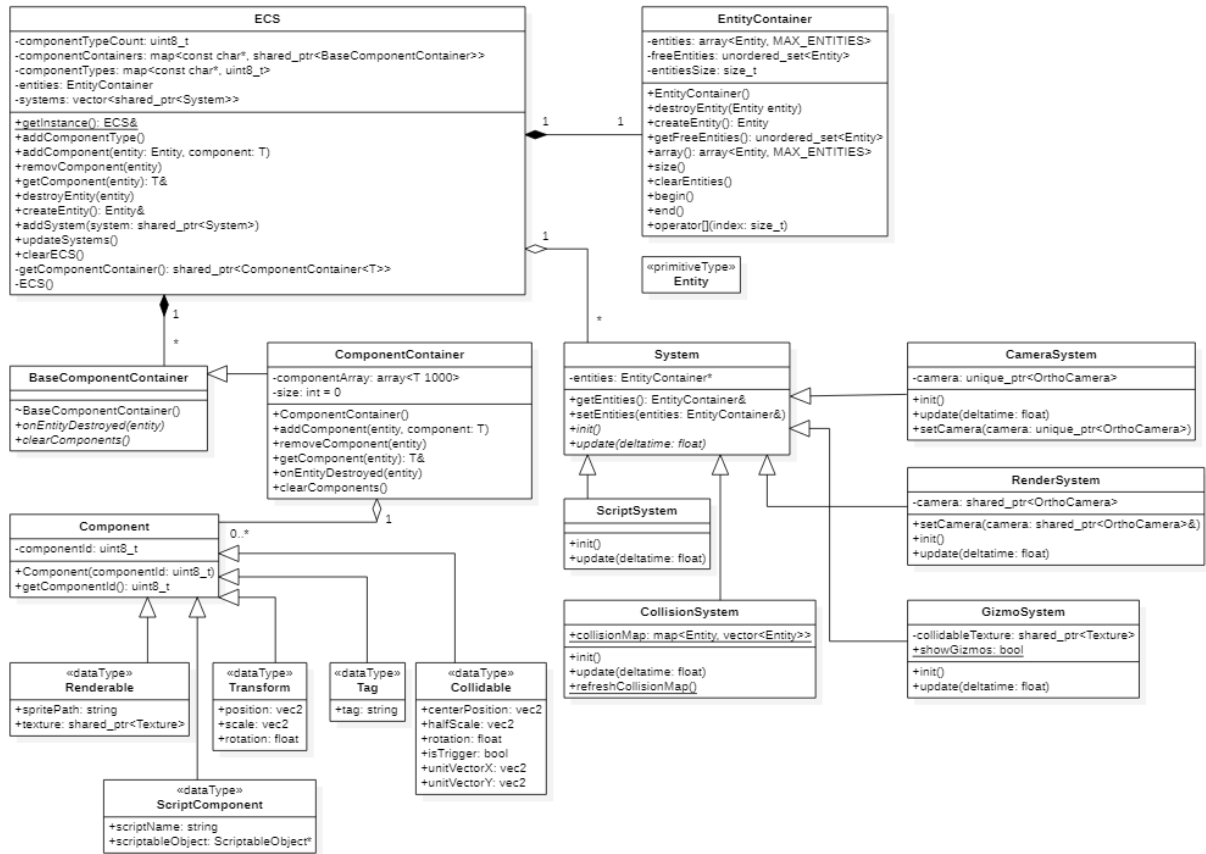 ECS
-componentTypeCount: uint8_t
-componentContainers: map<const char*, shared_ptr<BaseComponentContainer>>
-componentTypes: map<const char*, uint8_t>
-entities: EntityContainer
-systems: vector<shared_ptr<System>>
+getInstance(): ECS&
+addComponentType()
+addComponent(entity: Entity, component: T)
+removComponent(entity)
+getComponent(entity): T&
+destroyEntity(entity)
+createEntity(): Entity&
+addSystem(system: shared_ptr<System>)
+updateSystems()
+clearECS()
-getComponentContainer(): shared_ptr<ComponentContainer<T>>
-ECS()
EntityContainer
-entities: array<Entity, MAX_ENTITIES>
-freeEntities: unordered_set<Entity>
-entitiesSize: size_t
+EntityContainer()
+destroyEntity(Entity entity)
+createEntity(): Entity
+getFreeEntities(): unordered_set<Entity>
+array(): array<Entity, MAX_ENTITIES>
+size()
+clearEntities()
+begin()
+end()
+operator[](index: size_t)
1
1
1
*
1
*
«primitiveType»
Entity
BaseComponentContainer
~BaseComponentContainer()
+onEntityDestroyed(entity)
+clearComponents()
ComponentContainer
-componentArray: array<T 1000>
-size: int = 0
+ComponentContainer()
+addComponent(entity, component: T)
+removeComponent(entity)
+getComponent(entity): T&
+onEntityDestroyed(entity)
+clearComponents()
1
0..*
System
-entities: EntityContainer*
+getEntities(): EntityContainer&
+setEntities(entities: EntityContainer&)
+init()
+update(deltatime: float)
CameraSystem
-camera: unique_ptr<OrthoCamera>
+init()
+update(deltatime: float)
+setCamera(camera: unique_ptr<OrthoCamera>)
RenderSystem
-camera: shared_ptr<OrthoCamera>
+setCamera(camera: shared_ptr<OrthoCamera>&)
+init()
+update(deltatime: float)
ScriptSystem
+init()
+update(deltatime: float)
Component
-componentId: uint8_t
+Component(componentId: uint8_t)
+getComponentId(): uint8_t
CollisionSystem
+collisionMap: map<Entity, vector<Entity>>
+init()
+update(deltatime: float)
+refreshCollisionMap()
GizmoSystem
-collidableTexture: shared_ptr<Texture>
+showGizmos: bool
+init()
+update(deltatime: float)
«dataType»
Renderable
+spritePath: string
+texture: shared_ptr<Texture>
«dataType»
Transform
+position: vec2
+scale: vec2
+rotation: float
«dataType»
Tag
+tag: string
«dataType»
Collidable
+centerPosition: vec2
+halfScale: vec2
+rotation: float
+isTrigger: bool
+unitVectorX: vec2
+unitVectorY: vec2
«dataType»
ScriptComponent
+scriptName: string
+scriptableObject: ScriptableObject*